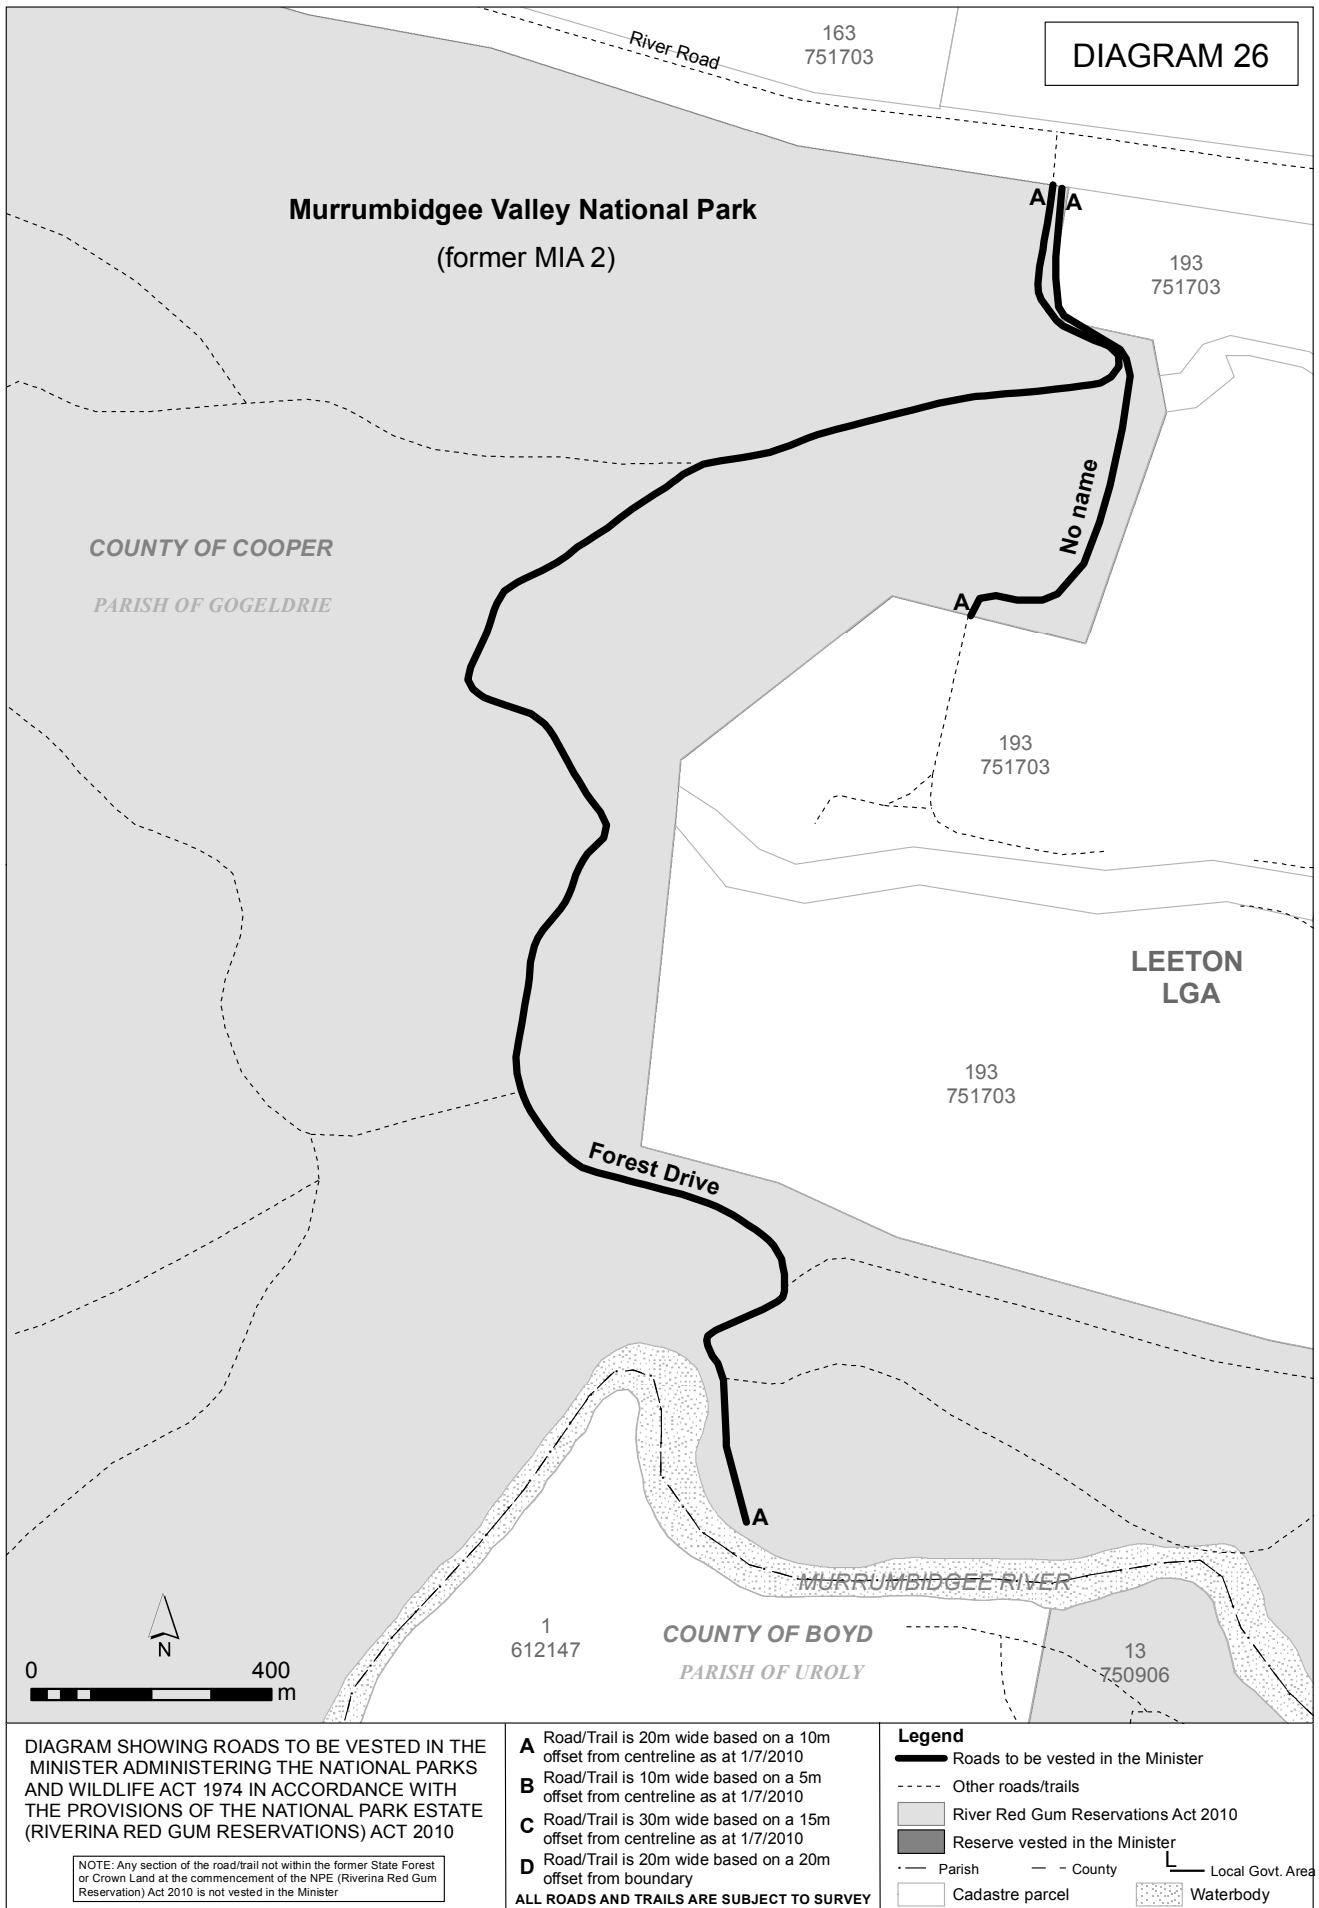 DIAGRAM 26
163
751703
River Road
Murrumbidgee Valley National Park
(former MIA 2)
A
A
193
751703
No name
COUNTY OF COOPER
PARISH OF GOGELDRIE
A
193
751703
LEETON
LGA
193
751703
Forest Drive
A
MURRUMBIDGEE RIVER
1
612147
COUNTY OF BOYD
PARISH OF UROLY
13
750906
N
0 400
m
DIAGRAM SHOWING ROADS TO BE VESTED IN THE
MINISTER ADMINISTERING THE NATIONAL PARKS
AND WILDLIFE ACT 1974 IN ACCORDANCE WITH
THE PROVISIONS OF THE NATIONAL PARK ESTATE
(RIVERINA RED GUM RESERVATIONS) ACT 2010
NOTE: Any section of the road/trail not within the former State Forest
or Crown Land at the commencement of the NPE (Riverina Red Gum
Reservation) Act 2010 is not vested in the Minister
A Road/Trail is 20m wide based on a 10m
offset from centreline as at 1/7/2010
B Road/Trail is 10m wide based on a 5m
offset from centreline as at 1/7/2010
C Road/Trail is 30m wide based on a 15m
offset from centreline as at 1/7/2010
D Road/Trail is 20m wide based on a 20m
offset from boundary
ALL ROADS AND TRAILS ARE SUBJECT TO SURVEY
Legend
Roads to be vested in the Minister
Other roads/trails
River Red Gum Reservations Act 2010
Reserve vested in the Minister
Parish County Local Govt. Area
Cadastre parcel Waterbody